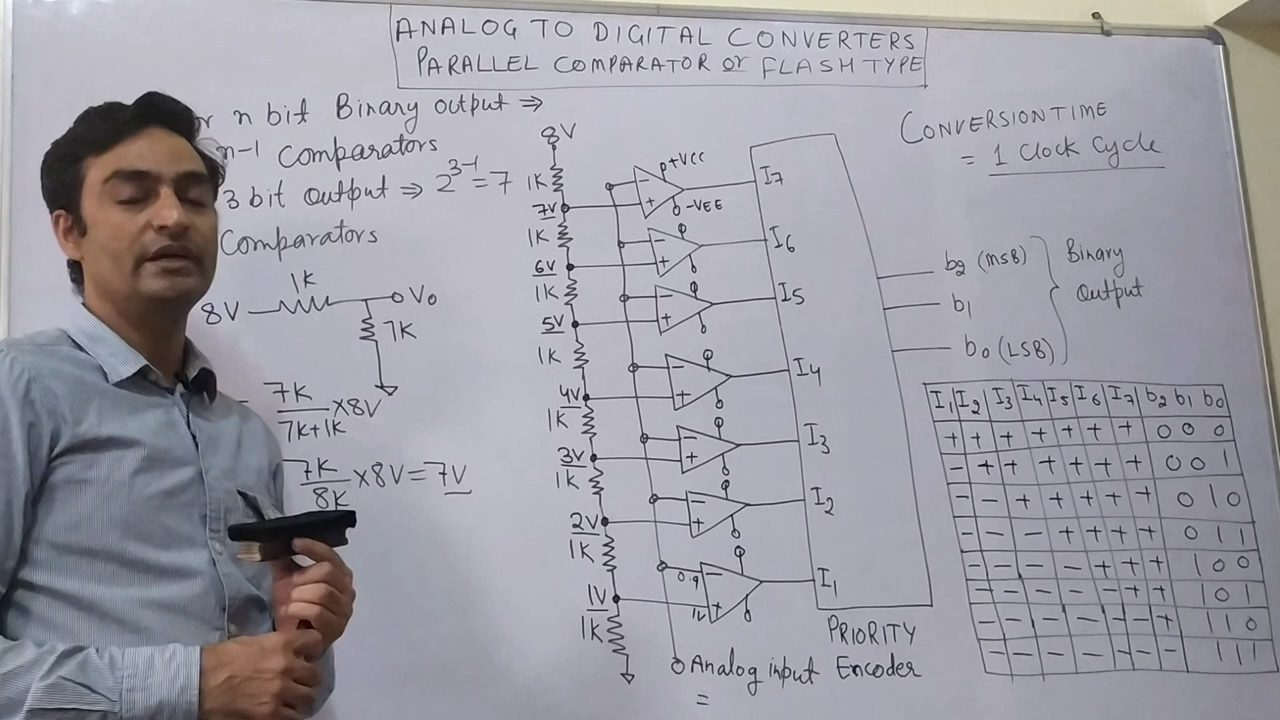 ANALOG TO DIGITAL CONVERTERS
PARALLEL COMPARATOR or FLASH TYPE
n bit Binary output ⇒
n-1 Comparators
3 bit output ⇒ 2^3-1 = 7
Comparators
1K
8V
Vo
7K
= 7K/7K+1K × 8V
7K/8K × 8V = 7V
8V
1K
7V
1K
6V
1K
5V
1K
4V
1K
3V
1K
2V
1K
1V
1K
+VCC
-VEE
- +
- +
- +
- +
- +
- +
0.9 -
1V +
I7
I6
I5
I4
I3
I2
I1
Analog input
=
PRIORITY
Encoder
CONVERSION TIME
= 1 Clock Cycle
b2 (MSB)
b1
b0 (LSB)
Binary
Output
I1 I2 I3 I4 I5 I6 I7 b2 b1 b0
+ + + + + + + 0 0 0
- + + + + + + 0 0 1
- - + + + + + 0 1 0
- - - + + + + 0 1 1
- - - - + + + 1 0 0
- - - - - + + 1 0 1
- - - - - - + 1 1 0
- - - - - - - 1 1 1